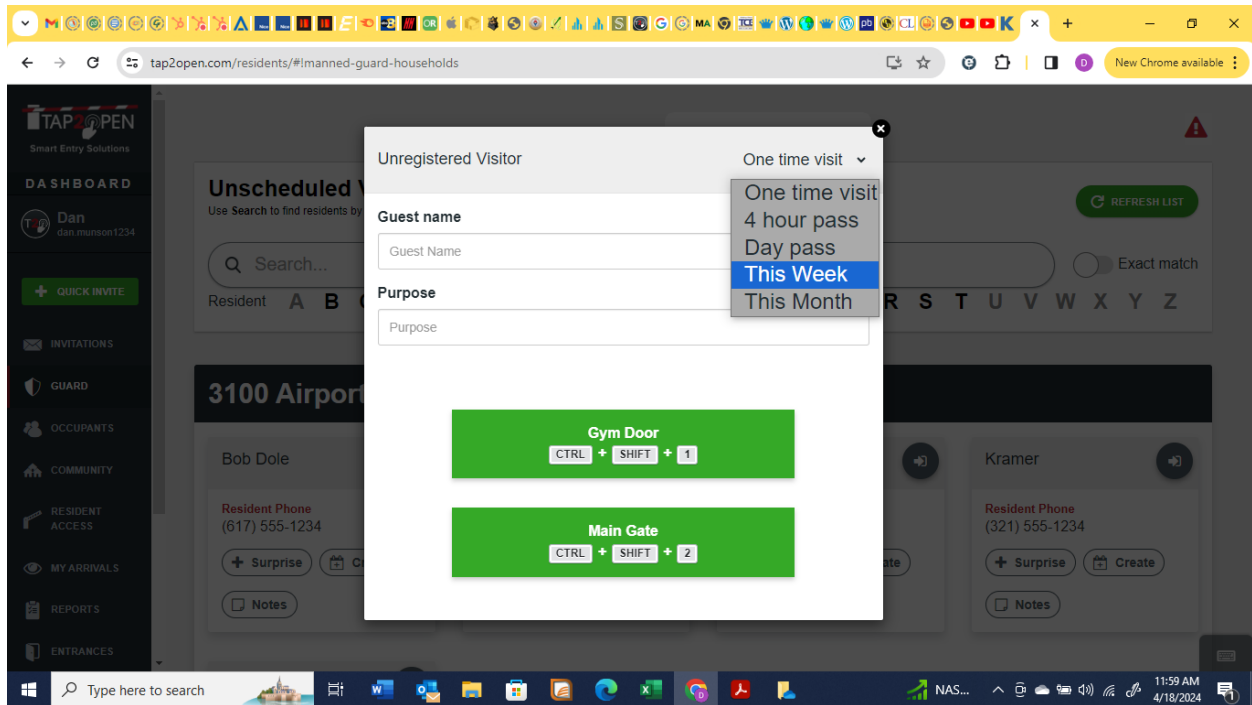 tap2open.com/residents/#!manned-guard-households
New Chrome available
TAP2OPEN
Smart Entry Solutions
DASHBOARD
Dan
dan.munson1234
QUICK INVITE
INVITATIONS
GUARD
OCCUPANTS
COMMUNITY
RESIDENT
ACCESS
MY ARRIVALS
REPORTS
ENTRANCES
Unscheduled
Use Search to find residents by
REFRESH LIST
Search...
Exact match
Resident A B R S T U V W X Y Z
3100 Airport
Bob Dole
Resident Phone
(617) 555-1234
Surprise
Notes
Kramer
Resident Phone
(321) 555-1234
Surprise Create
Notes
Unregistered Visitor
One time visit
One time visit
4 hour pass
Day pass
This Week
This Month
Guest name
Guest Name
Purpose
Purpose
Gym Door
CTRL + SHIFT + 1
Main Gate
CTRL + SHIFT + 2
Type here to search
NAS...
11:59 AM
4/18/2024